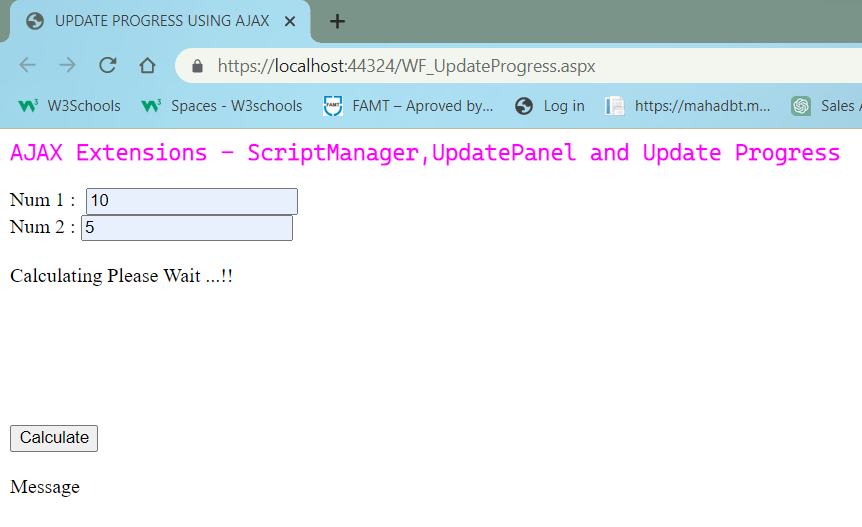 UPDATE PROGRESS USING AJAX
https://localhost:44324/WF_UpdateProgress.aspx
W3Schools Spaces - W3schools FAMT – Aproved by... Log in https://mahadbt.m... Sales
AJAX Extensions – ScriptManager,UpdatePanel and Update Progress
Num 1 : 10
Num 2 : 5
Calculating Please Wait ...!!
Calculate
Message